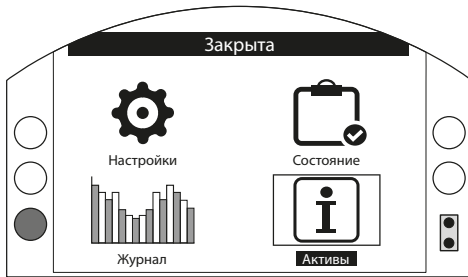 Закрыта
Настройки
Состояние
Журнал
Активы